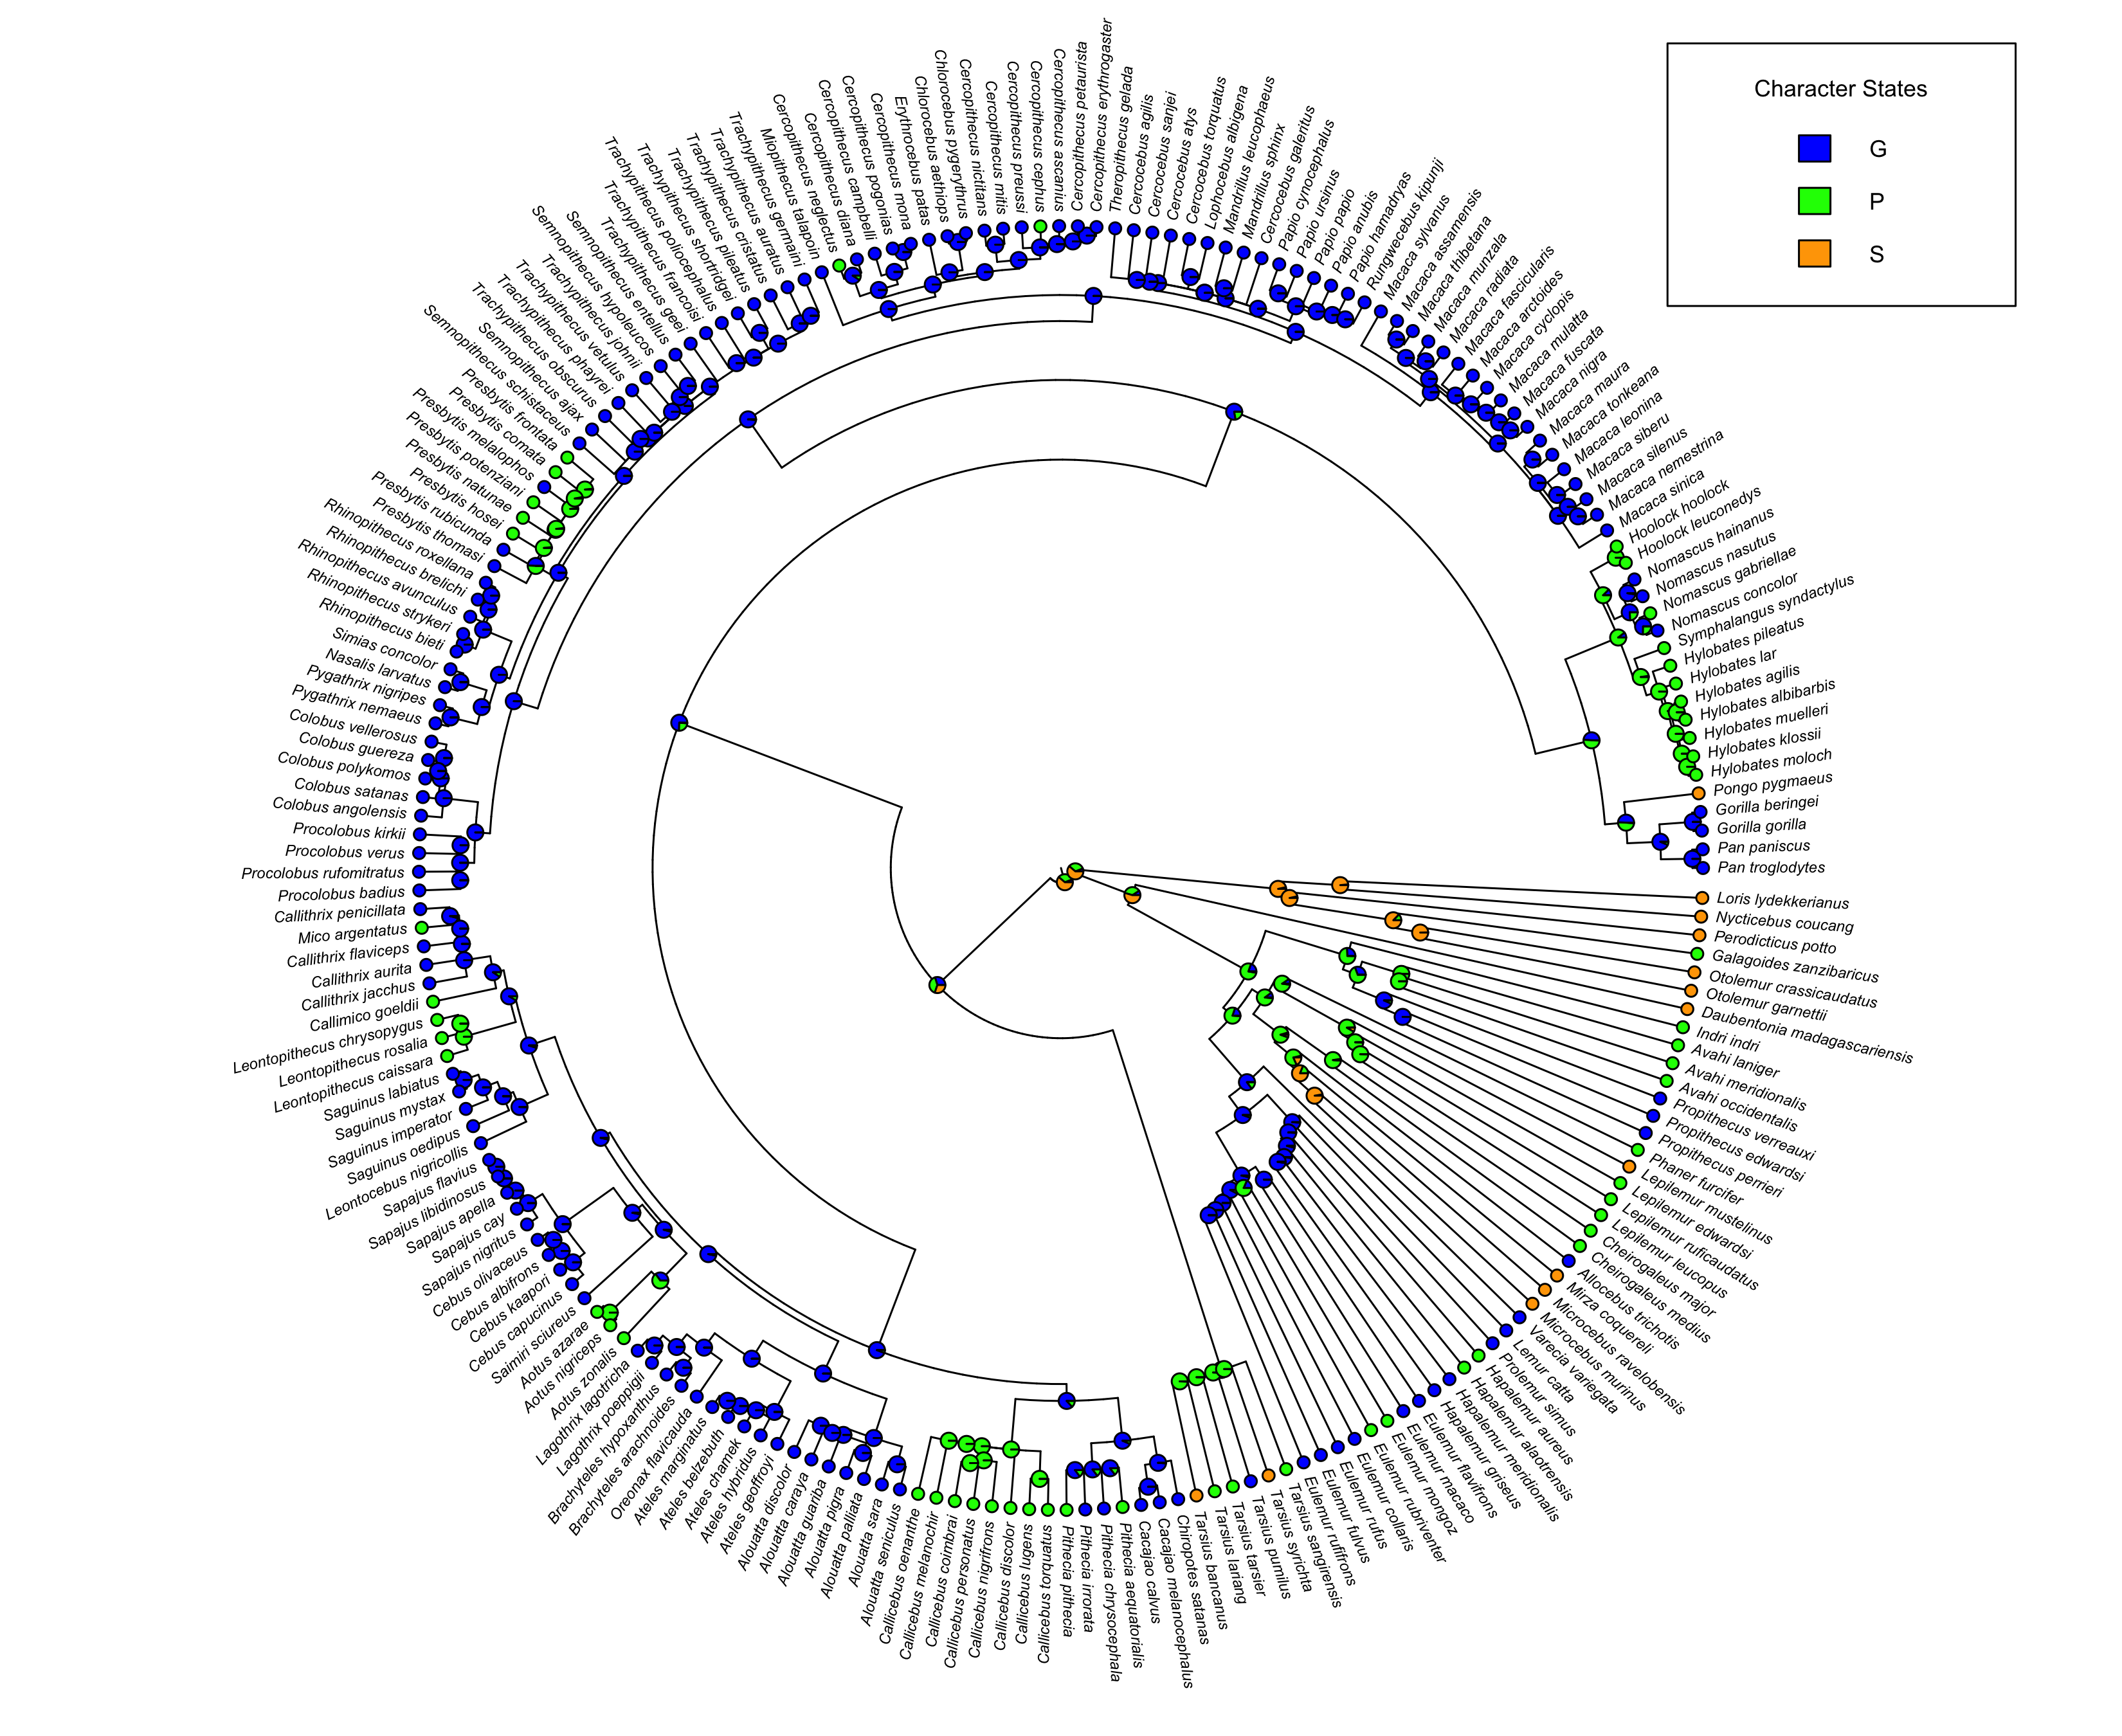 Character States
G
P
S
Loris lydekkerianus
Nycticebus coucang
Perodicticus potto
Galagoides zanzibaricus
Otolemur crassicaudatus
Otolemur garnettii
Daubentonia madagascariensis
Indri indri
Avahi laniger
Avahi meridionalis
Avahi occidentalis
Propithecus verreauxi
Propithecus edwardsi
Propithecus perrieri
Phaner furcifer
Lepilemur mustelinus
Lepilemur edwardsi
Lepilemur ruficaudatus
Lepilemur leucopus
Cheirogaleus major
Cheirogaleus medius
Allocebus trichotis
Mirza coquereli
Microcebus ravelobensis
Microcebus murinus
Varecia variegata
Lemur catta
Prolemur simus
Hapalemur aureus
Hapalemur alaotrensis
Hapalemur meridionalis
Hapalemur griseus
Eulemur flavifrons
Eulemur macaco
Eulemur mongoz
Eulemur rubriventer
Eulemur collaris
Eulemur rufus
Eulemur fulvus
Eulemur rufifrons
Tarsius sangirensis
Tarsius syrichta
Tarsius pumilus
Tarsius tarsier
Tarsius lariang
Tarsius bancanus
Chiropotes satanas
Cacajao melanocephalus
Cacajao calvus
Pithecia aequatorialis
Pithecia chrysocephala
Pithecia irrorata
Pithecia pithecia
Callicebus torquatus
Callicebus lugens
Callicebus discolor
Callicebus nigrifrons
Callicebus personatus
Callicebus coimbrai
Callicebus melanochir
Callicebus oenanthe
Alouatta seniculus
Alouatta sara
Alouatta palliata
Alouatta pigra
Alouatta guariba
Alouatta caraya
Alouatta discolor
Ateles geoffroyi
Ateles hybridus
Ateles chamek
Ateles belzebuth
Ateles marginatus
Oreonax flavicauda
Brachyteles arachnoides
Brachyteles hypoxanthus
Lagothrix poeppigii
Lagothrix lagotricha
Aotus zonalis
Aotus nigriceps
Aotus azarae
Saimiri sciureus
Cebus capucinus
Cebus kaapori
Cebus albifrons
Cebus olivaceus
Sapajus nigritus
Sapajus cay
Sapajus apella
Sapajus libidinosus
Sapajus flavius
Leontocebus nigricollis
Saguinus oedipus
Saguinus imperator
Saguinus mystax
Saguinus labiatus
Leontopithecus caissara
Leontopithecus rosalia
Leontopithecus chrysopygus
Callimico goeldii
Callithrix jacchus
Callithrix aurita
Callithrix flaviceps
Mico argentatus
Callithrix penicillata
Procolobus badius
Procolobus rufomitratus
Procolobus verus
Procolobus kirkii
Colobus angolensis
Colobus satanas
Colobus polykomos
Colobus guereza
Colobus vellerosus
Pygathrix nemaeus
Pygathrix nigripes
Nasalis larvatus
Simias concolor
Rhinopithecus bieti
Rhinopithecus strykeri
Rhinopithecus avunculus
Rhinopithecus brelichi
Rhinopithecus roxellana
Presbytis thomasi
Presbytis rubicunda
Presbytis hosei
Presbytis natunae
Presbytis potenziani
Presbytis melalophos
Presbytis comata
Presbytis frontata
Semnopithecus schistaceus
Semnopithecus ajax
Trachypithecus obscurus
Trachypithecus phayrei
Trachypithecus vetulus
Trachypithecus johnii
Semnopithecus hypoleucos
Semnopithecus entellus
Trachypithecus geei
Trachypithecus francoisi
Trachypithecus poliocephalus
Trachypithecus shortridgei
Trachypithecus pileatus
Trachypithecus cristatus
Trachypithecus auratus
Trachypithecus germaini
Miopithecus talapoin
Cercopithecus neglectus
Cercopithecus diana
Cercopithecus campbelli
Cercopithecus pogonias
Cercopithecus mona
Erythrocebus patas
Chlorocebus aethiops
Chlorocebus pygerythrus
Cercopithecus nictitans
Cercopithecus mitis
Cercopithecus preussi
Cercopithecus cephus
Cercopithecus ascanius
Cercopithecus petaurista
Cercopithecus erythrogaster
Theropithecus gelada
Cercocebus agilis
Cercocebus sanjei
Cercocebus atys
Cercocebus torquatus
Lophocebus albigena
Mandrillus leucophaeus
Mandrillus sphinx
Cercocebus galeritus
Papio cynocephalus
Papio ursinus
Papio papio
Papio anubis
Papio hamadryas
Rungwecebus kipunji
Macaca sylvanus
Macaca assamensis
Macaca thibetana
Macaca munzala
Macaca radiata
Macaca fascicularis
Macaca arctoides
Macaca cyclopis
Macaca mulatta
Macaca fuscata
Macaca nigra
Macaca maura
Macaca tonkeana
Macaca leonina
Macaca siberu
Macaca silenus
Macaca nemestrina
Macaca sinica
Hoolock hoolock
Hoolock leuconedys
Nomascus hainanus
Nomascus nasutus
Nomascus gabriellae
Nomascus concolor
Symphalangus syndactylus
Hylobates pileatus
Hylobates lar
Hylobates agilis
Hylobates albibarbis
Hylobates muelleri
Hylobates klossii
Hylobates moloch
Pongo pygmaeus
Gorilla beringei
Gorilla gorilla
Pan paniscus
Pan troglodytes